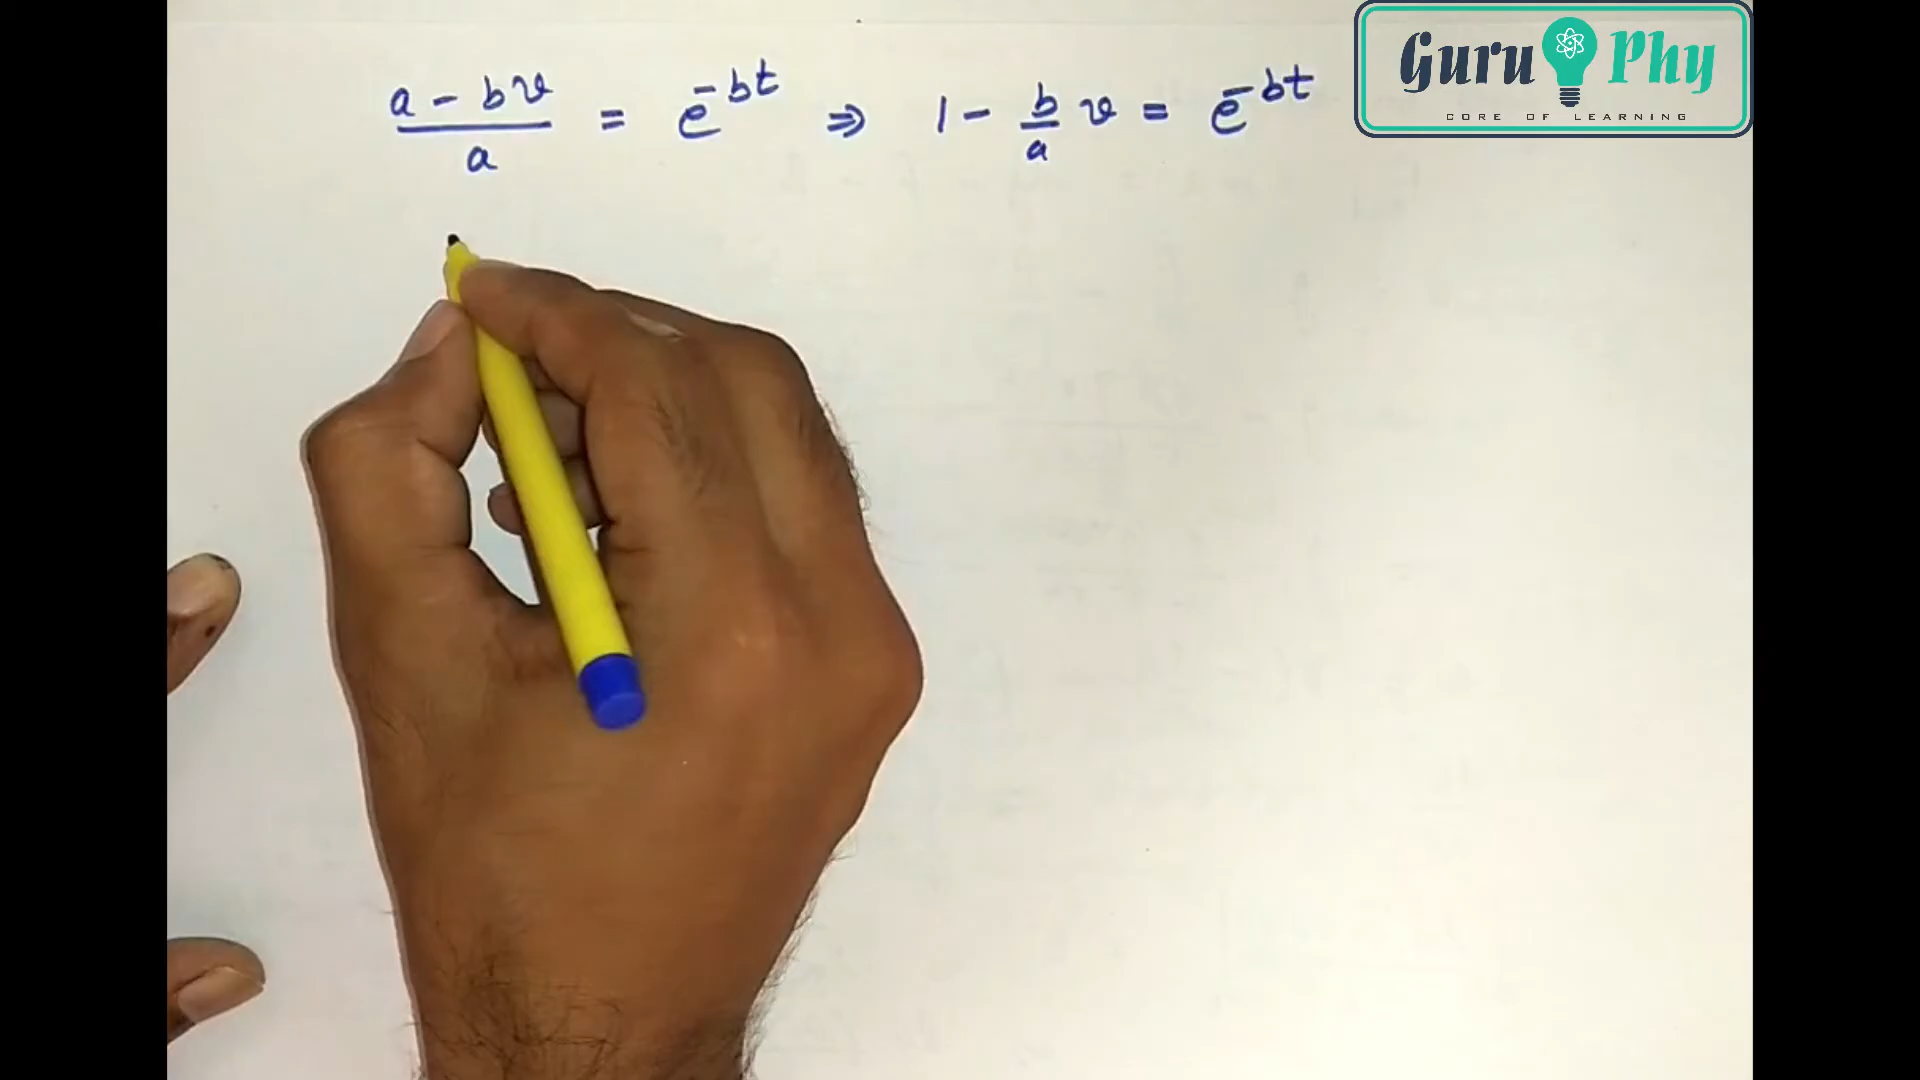 Guru Phy
CORE OF LEARNING
(a - bv)/a = e^{-bt} ⇒ 1 - (b/a) v = e^{-bt}